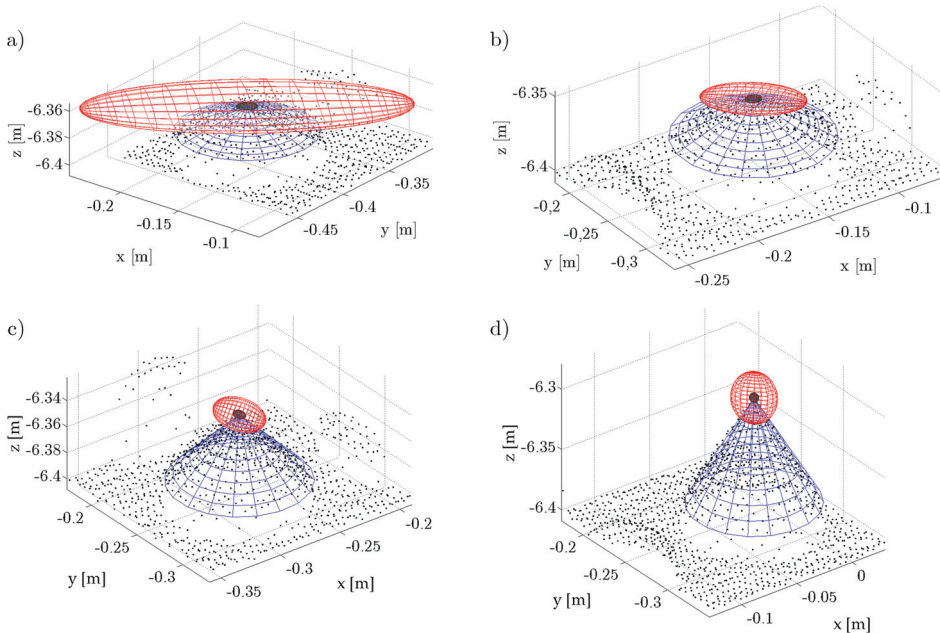 a)
z [m]
-6.36
-6.38
-6.4
-0.2
-0.15
-0.1
x [m]
-0.45
-0.4
-0.35
y [m]
b)
z [m]
-6.35
-6.4
-0,2
-0,25
-0,3
y [m]
-0.25
-0.2
-0.15
-0.1
x [m]
c)
z [m]
-6.34
-6.36
-6.38
-6.4
-0.2
-0.25
-0.3
y [m]
-0.35
-0.3
-0.25
-0.2
x [m]
d)
z [m]
-6.3
-6.35
-6.4
-0.2
-0.25
-0.3
y [m]
-0.1
-0.05
0
x [m]